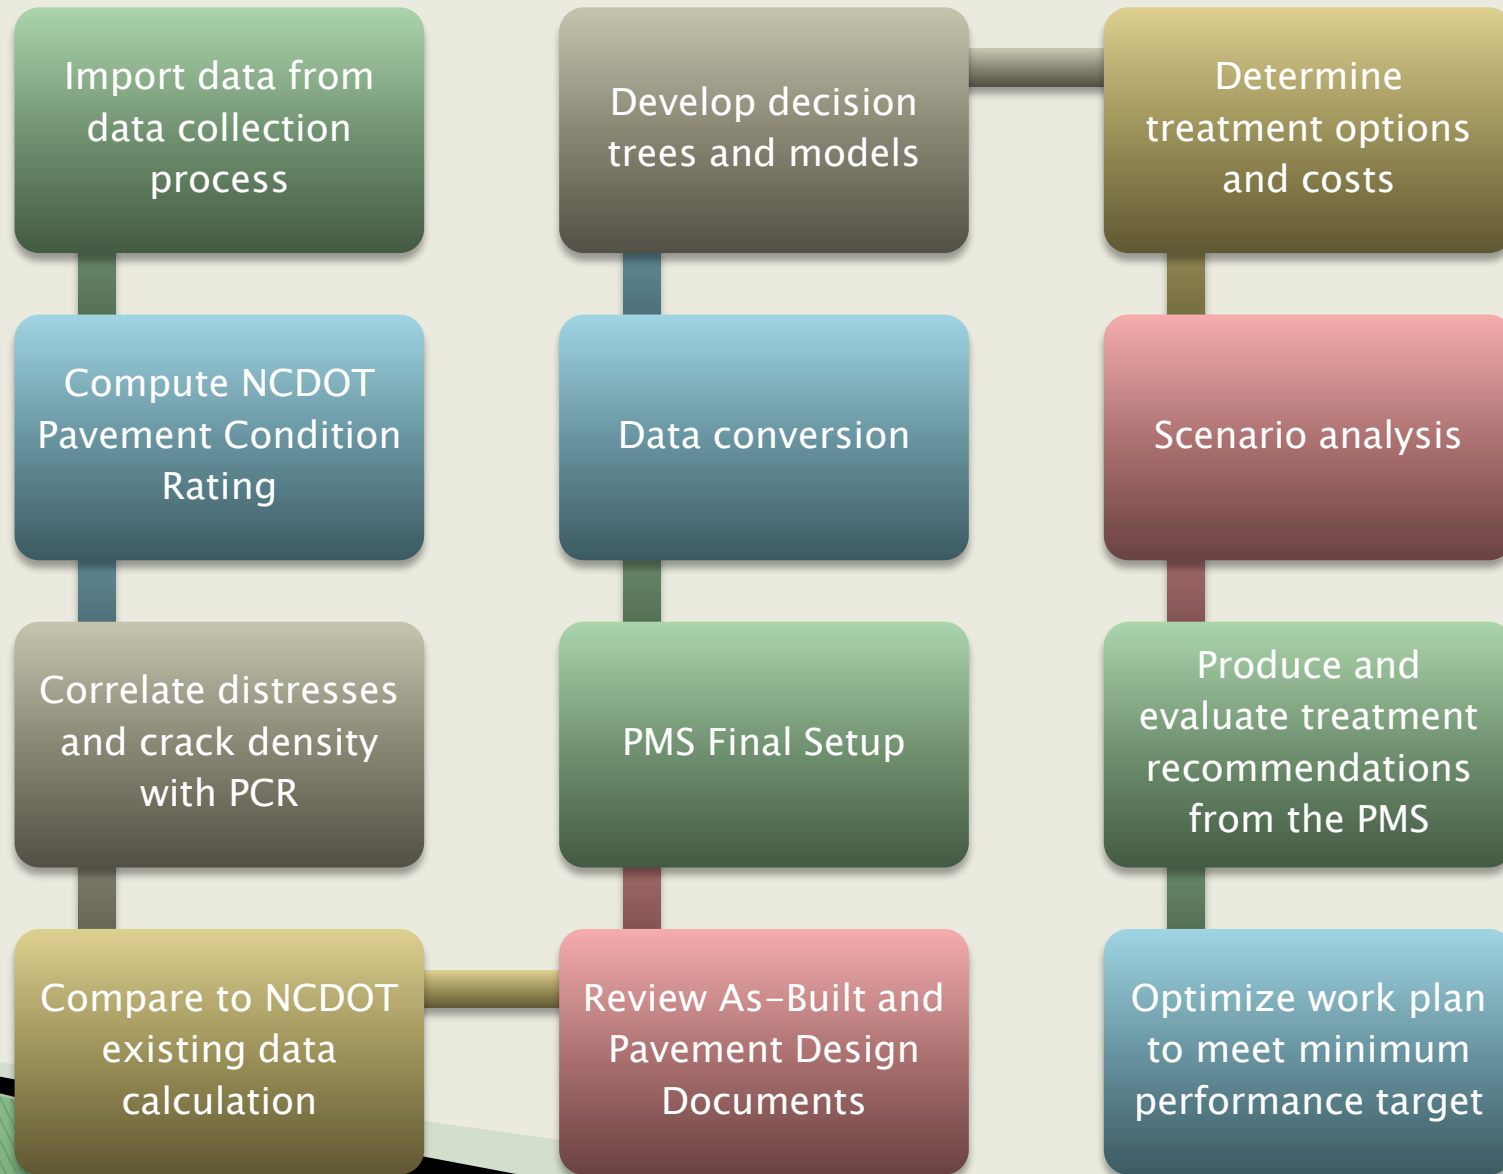 Import data from
data collection
process
Compute NCDOT
Pavement Condition
Rating
Correlate distresses
and crack density
with PCR
Compare to NCDOT
existing data
calculation
Review As-Built and
Pavement Design
Documents
PMS Final Setup
Data conversion
Develop decision
trees and models
Determine
treatment options
and costs
Scenario analysis
Produce and
evaluate treatment
recommendations
from the PMS
Optimize work plan
to meet minimum
performance target